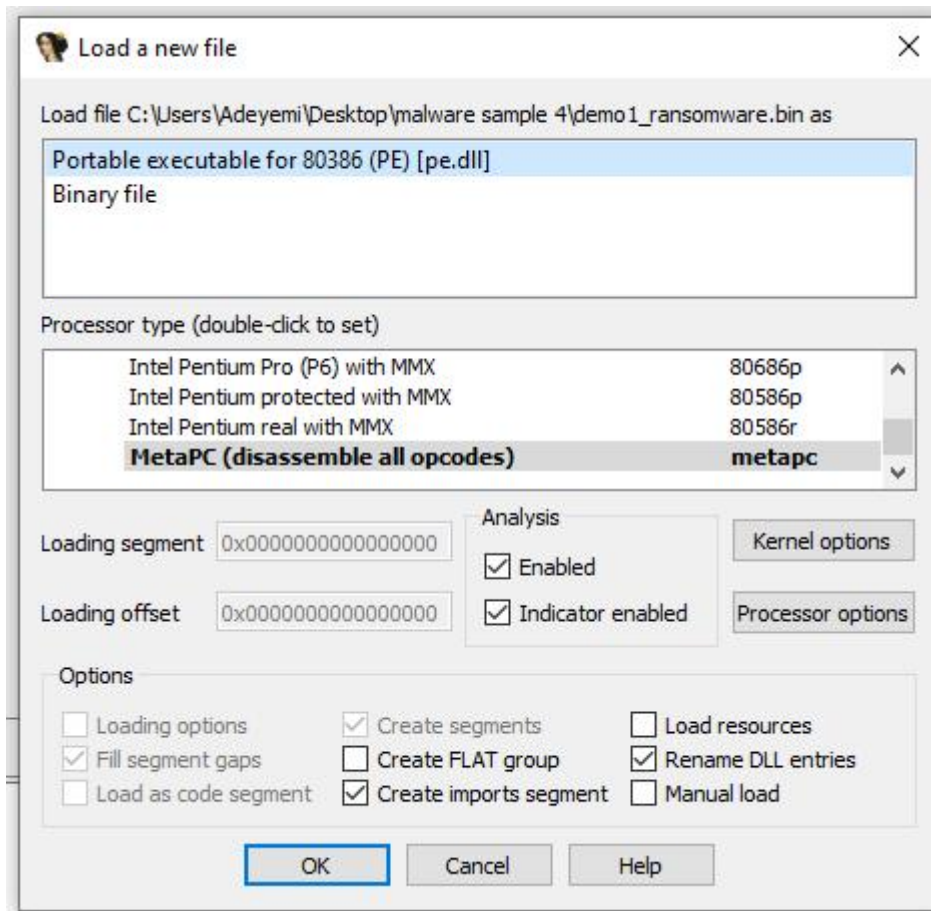 Load a new file
Load file C:\Users\Adeyemi\Desktop\malware sample 4\demo1_ransomware.bin as
Portable executable for 80386 (PE) [pe.dll]
Binary file
Processor type (double-click to set)
Intel Pentium Pro (P6) with MMX 80686p
Intel Pentium protected with MMX 80586p
Intel Pentium real with MMX 80586r
MetaPC (disassemble all opcodes) metapc
Loading segment 0x0000000000000000
Loading offset 0x0000000000000000
Analysis
Enabled
Indicator enabled
Kernel options
Processor options
Options
Loading options Create segments Load resources
Fill segment gaps Create FLAT group Rename DLL entries
Load as code segment Create imports segment Manual load
OK Cancel Help